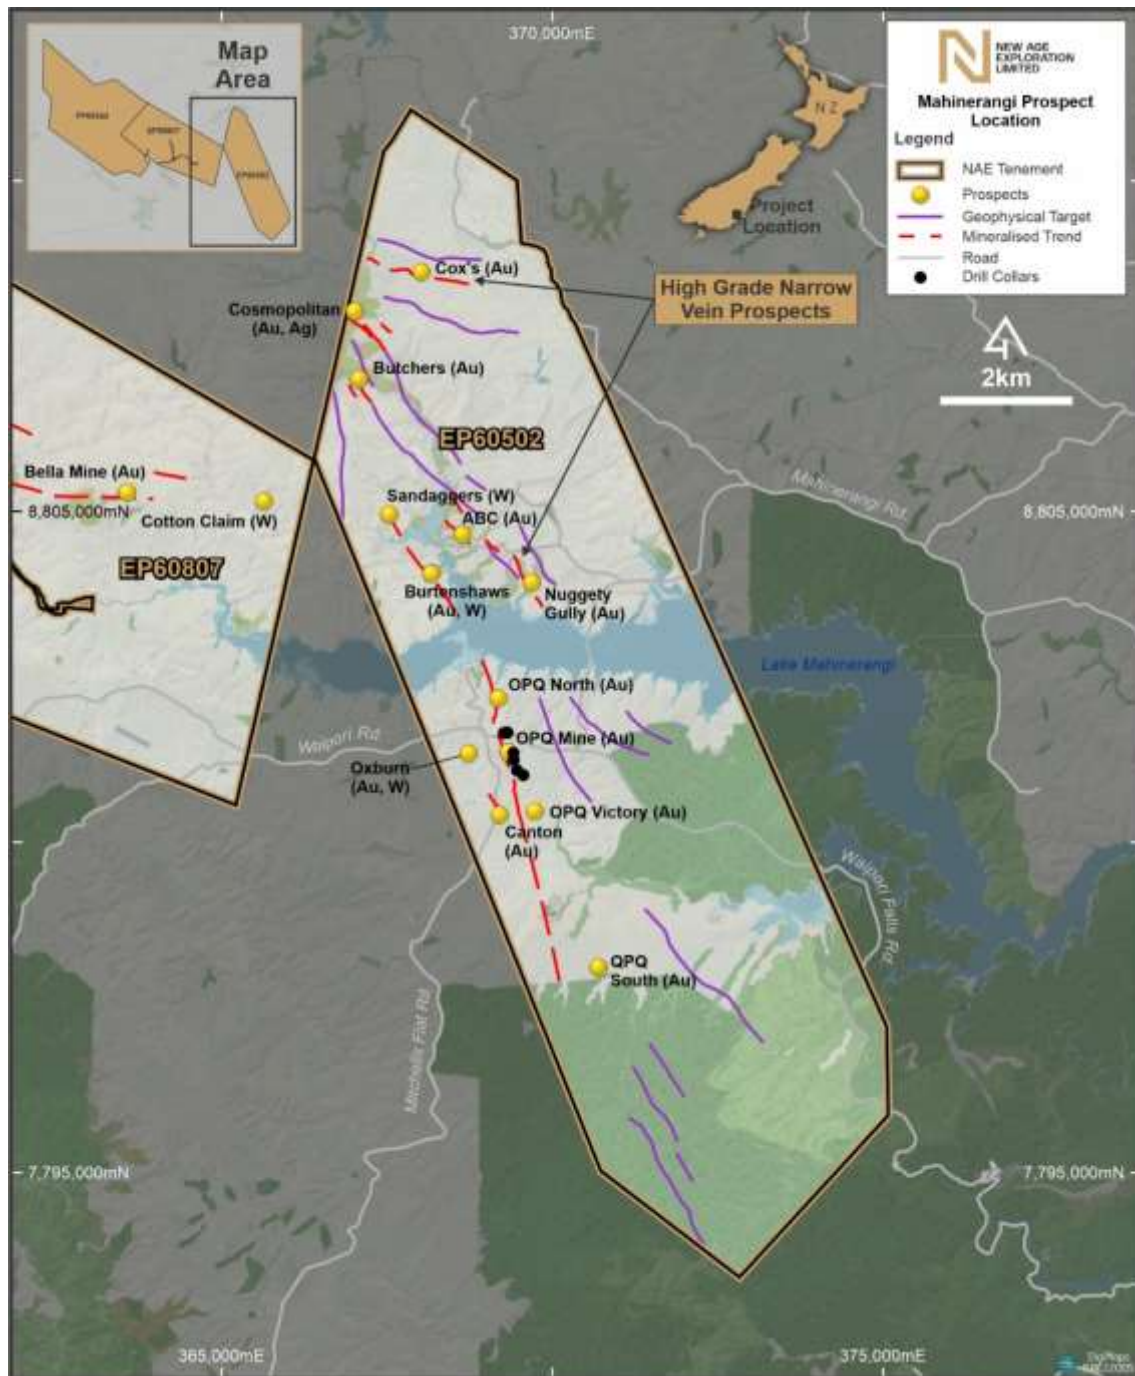 370,000mE
Map
Area
EP60807
EP60502
N Z
Project
Location
NEW AGE
EXPLORATION
LIMITED
Mahinerangi Prospect
Location
Legend
NAE Tenement
Prospects
Geophysical Target
Mineralised Trend
Road
Drill Collars
2km
Cox's (Au)
High Grade Narrow
Vein Prospects
Cosmopolitan
(Au, Ag)
Butchers (Au)
EP60502
Bella Mine (Au)
8,805,000mN
Cotton Claim (W)
EP60807
Sandaggers (W)
ABC (Au)
Mahinerangi Rd.
8,805,000mN
Burtenshaws
(Au, W)
Nuggety
Gully (Au)
Lake Mahinerangi
OPQ North (Au)
Waipori Rd
OPQ Mine (Au)
Oxburn
(Au, W)
OPQ Victory (Au)
Canton
(Au)
Waipori Falls Rd
QPQ
South (Au)
Mitchells Flat Rd
7,795,000mN
7,795,000mN
365,000mE
375,000mE
DigiMaps